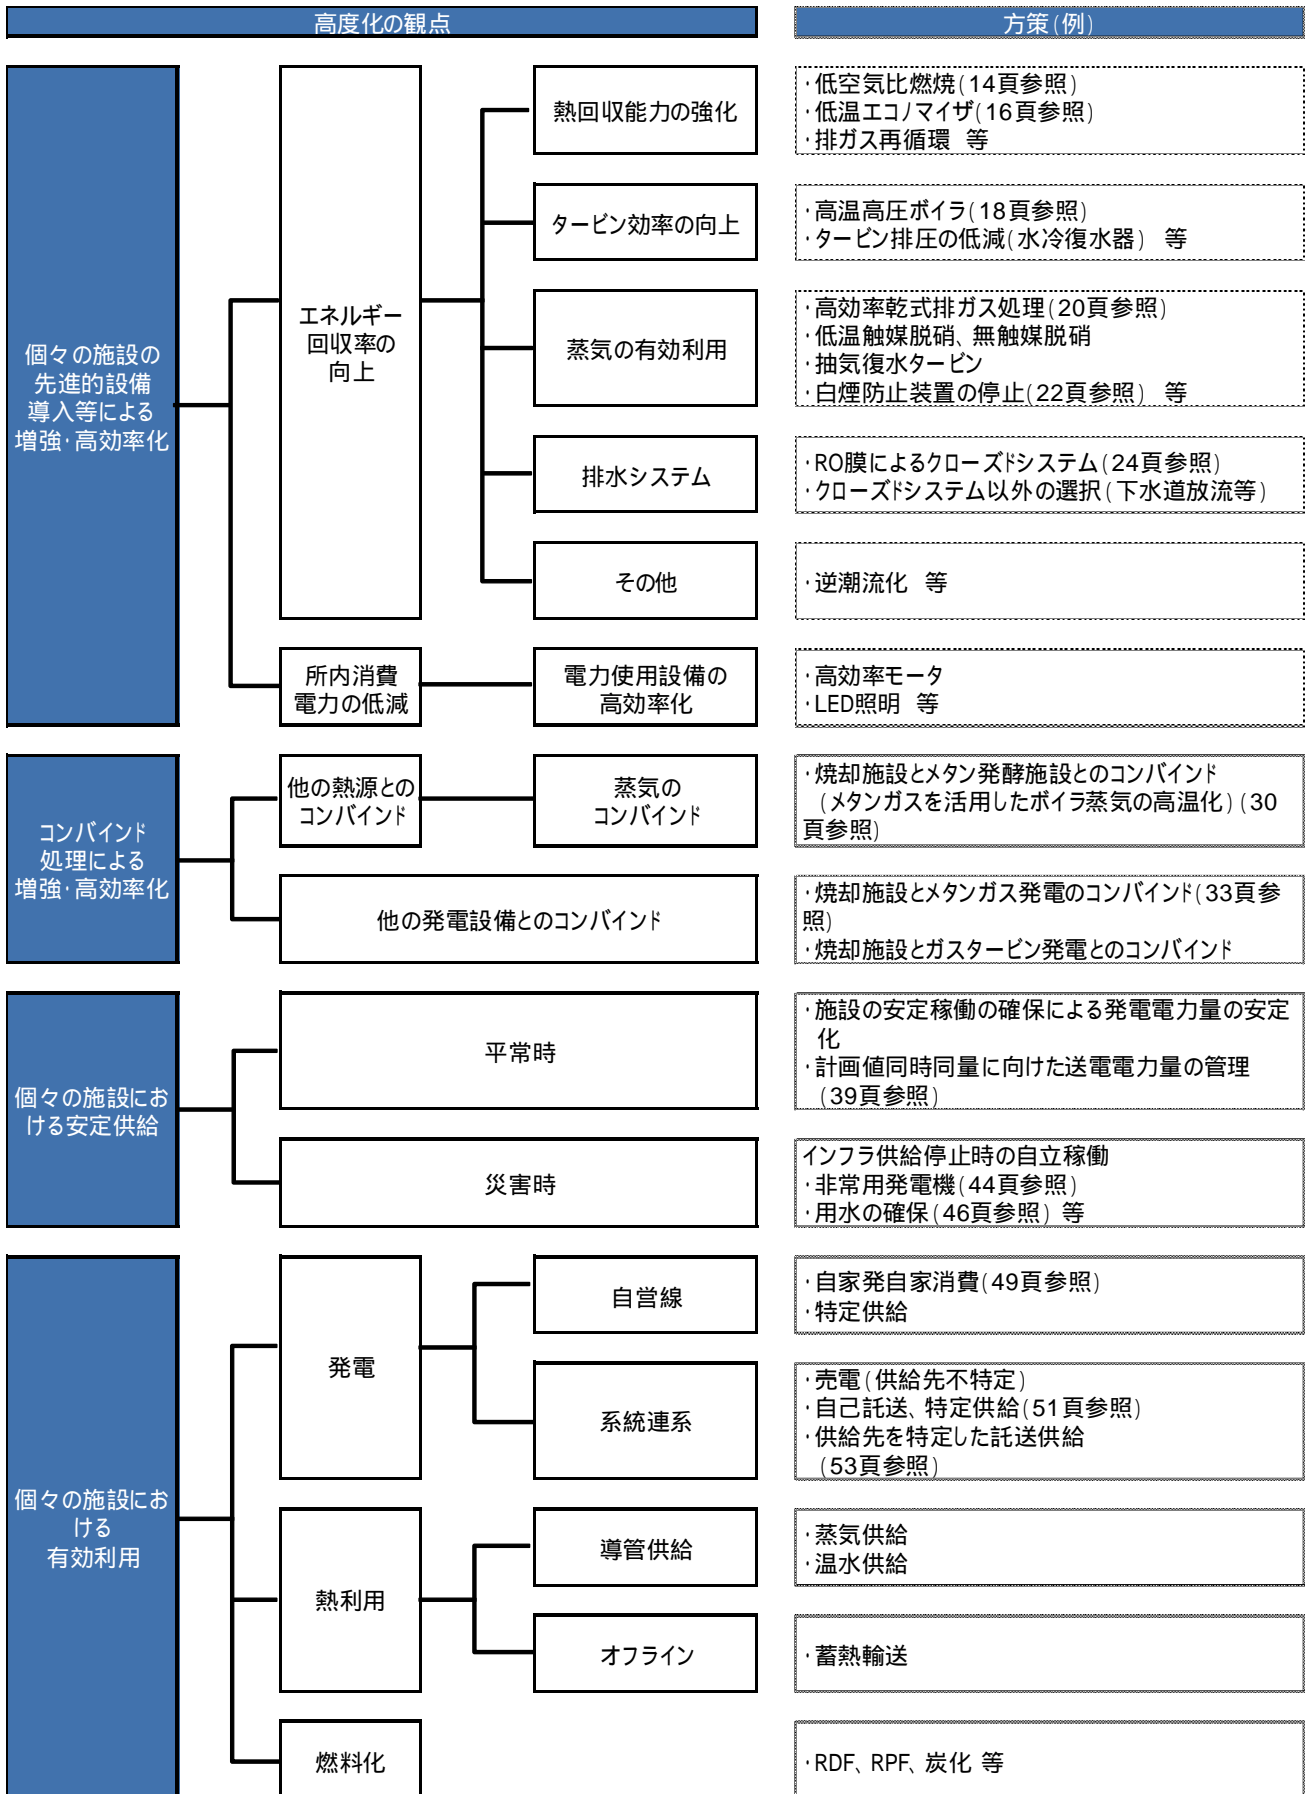 高度化の観点
方策(例)
個々の施設の
先進的設備
導入等による
増強・高効率化
エネルギー
回収率の
向上
熱回収能力の強化
・低空気比燃焼(14頁参照)
・低温エコノマイザ(16頁参照)
・排ガス再循環 等
タービン効率の向上
・高温高圧ボイラ(18頁参照)
・タービン排圧の低減(水冷復水器) 等
蒸気の有効利用
・高効率乾式排ガス処理(20頁参照)
・低温触媒脱硝、無触媒脱硝
・抽気復水タービン
・白煙防止装置の停止(22頁参照) 等
排水システム
・RO膜によるクローズドシステム(24頁参照)
・クローズドシステム以外の選択(下水道放流等)
その他
・逆潮流化 等
所内消費
電力の低減
電力使用設備の
高効率化
・高効率モータ
・LED照明 等
コンバインド
処理による
増強・高効率化
他の熱源との
コンバインド
蒸気の
コンバインド
・焼却施設とメタン発酵施設とのコンバインド
(メタンガスを活用したボイラ蒸気の高温化)(30
頁参照)
他の発電設備とのコンバインド
・焼却施設とメタンガス発電のコンバインド(33頁参
照)
・焼却施設とガスタービン発電とのコンバインド
個々の施設にお
ける安定供給
平常時
・施設の安定稼働の確保による発電電力量の安定
化
・計画値同時同量に向けた送電電力量の管理
(39頁参照)
災害時
インフラ供給停止時の自立稼働
・非常用発電機(44頁参照)
・用水の確保(46頁参照) 等
個々の施設にお
ける
有効利用
発電
自営線
・自家発自家消費(49頁参照)
・特定供給
系統連系
・売電(供給先不特定)
・自己託送、特定供給(51頁参照)
・供給先を特定した託送供給
(53頁参照)
熱利用
導管供給
・蒸気供給
・温水供給
オフライン
・蓄熱輸送
燃料化
・RDF、RPF、炭化 等